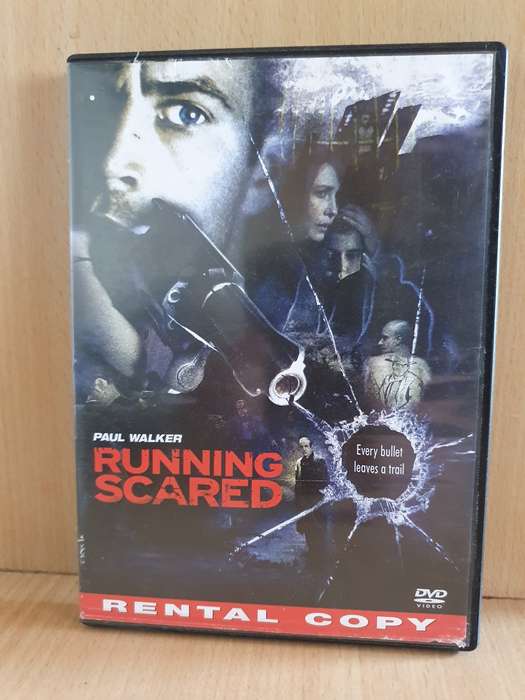 PAUL WALKER
RUNNING
SCARED
Every bullet
leaves a trail
DVD
VIDEO
RENTAL COPY